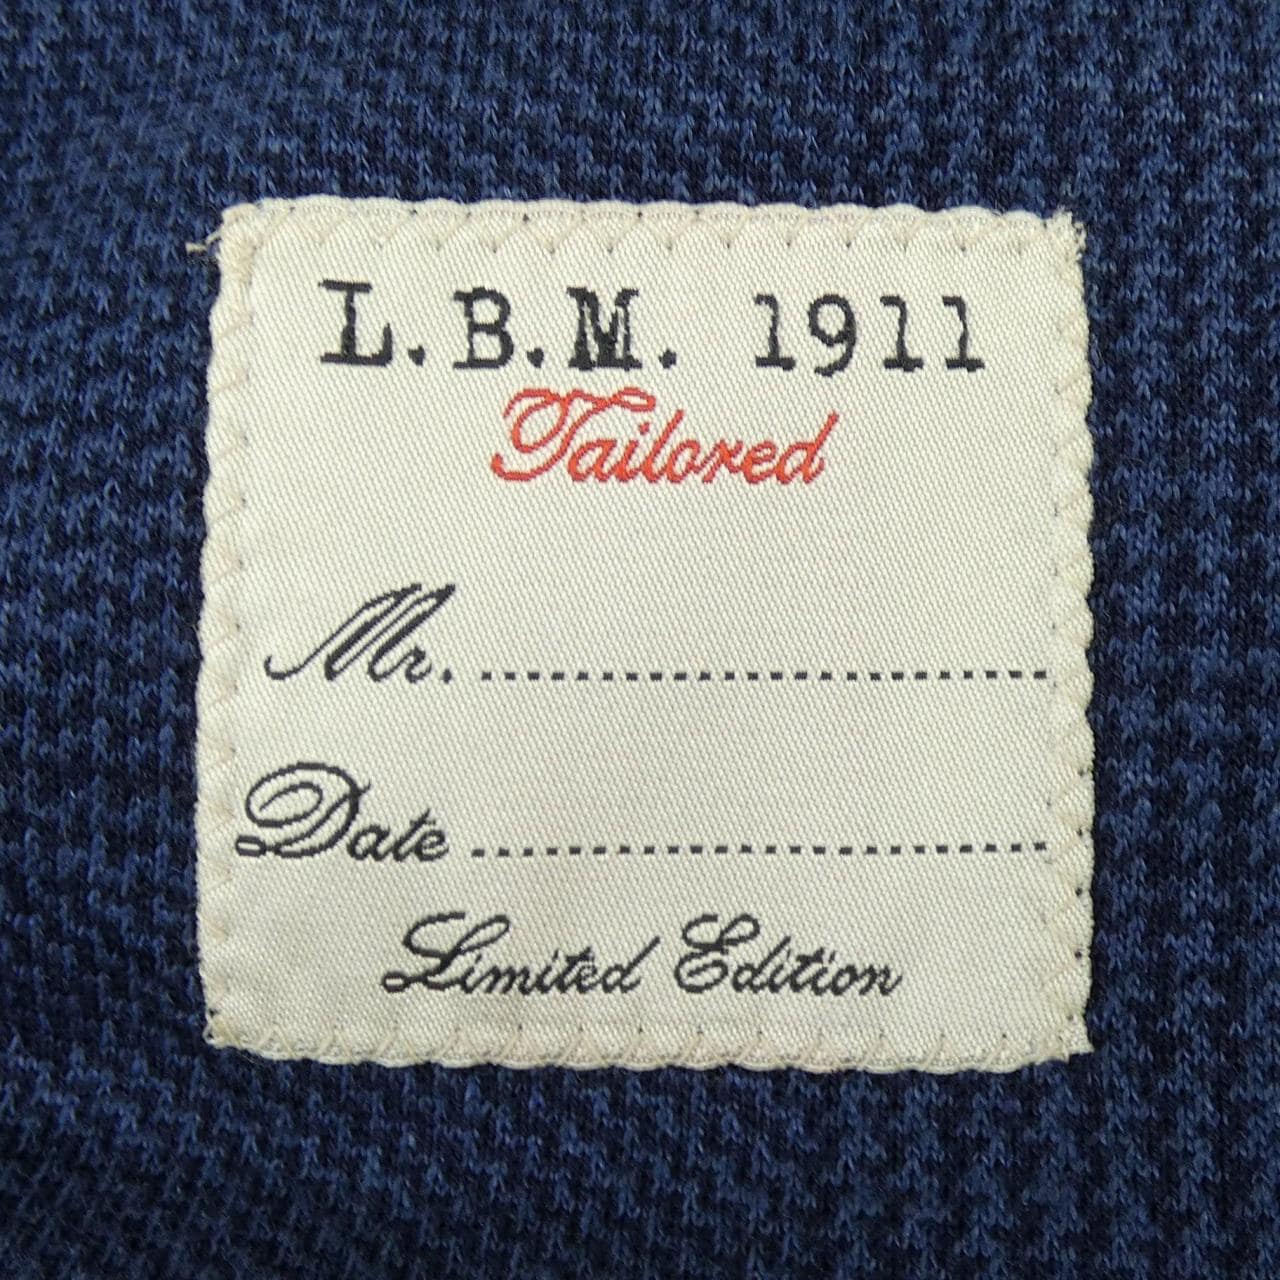 L.B.M. 1911
Tailored
Mr. ........................................
Date ........................................
Limited Edition